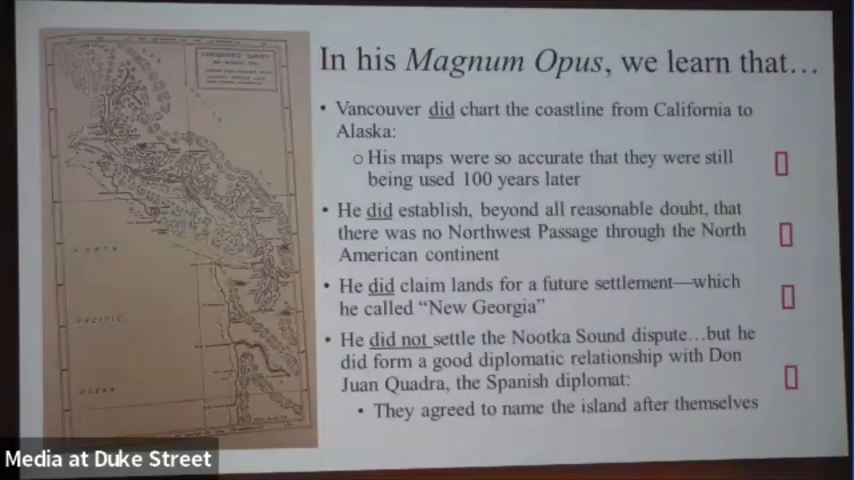 In his Magnum Opus, we learn that…
• Vancouver did chart the coastline from California to
Alaska:
o His maps were so accurate that they were still
being used 100 years later
• He did establish, beyond all reasonable doubt, that
there was no Northwest Passage through the North
American continent
• He did claim lands for a future settlement—which
he called “New Georgia”
• He did not settle the Nootka Sound dispute…but he
did form a good diplomatic relationship with Don
Juan Quadra, the Spanish diplomat:
• They agreed to name the island after themselves
NORTH
PACIFIC
OCEAN
Media at Duke Street